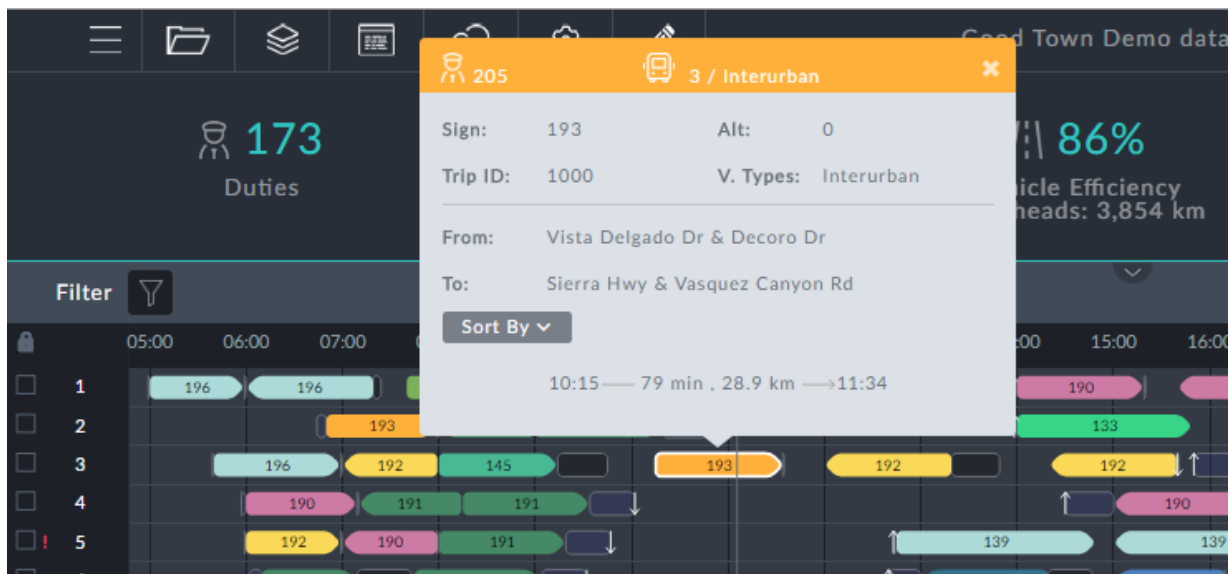 Good Town Demo data
205 3 / Interurban
Sign: 193 Alt: 0
Trip ID: 1000 V. Types: Interurban
From: Vista Delgado Dr & Decoro Dr
To: Sierra Hwy & Vasquez Canyon Rd
Sort By
10:15 79 min , 28.9 km 11:34
173
Duties
86%
icle Efficiency
heads: 3,854 km
Filter
05:00 06:00 07:00 :00 15:00 16:00
1 196 196 190
2 193 133
3 196 192 145 193 192 192
4 190 191 191 190
5 192 190 191 139 139